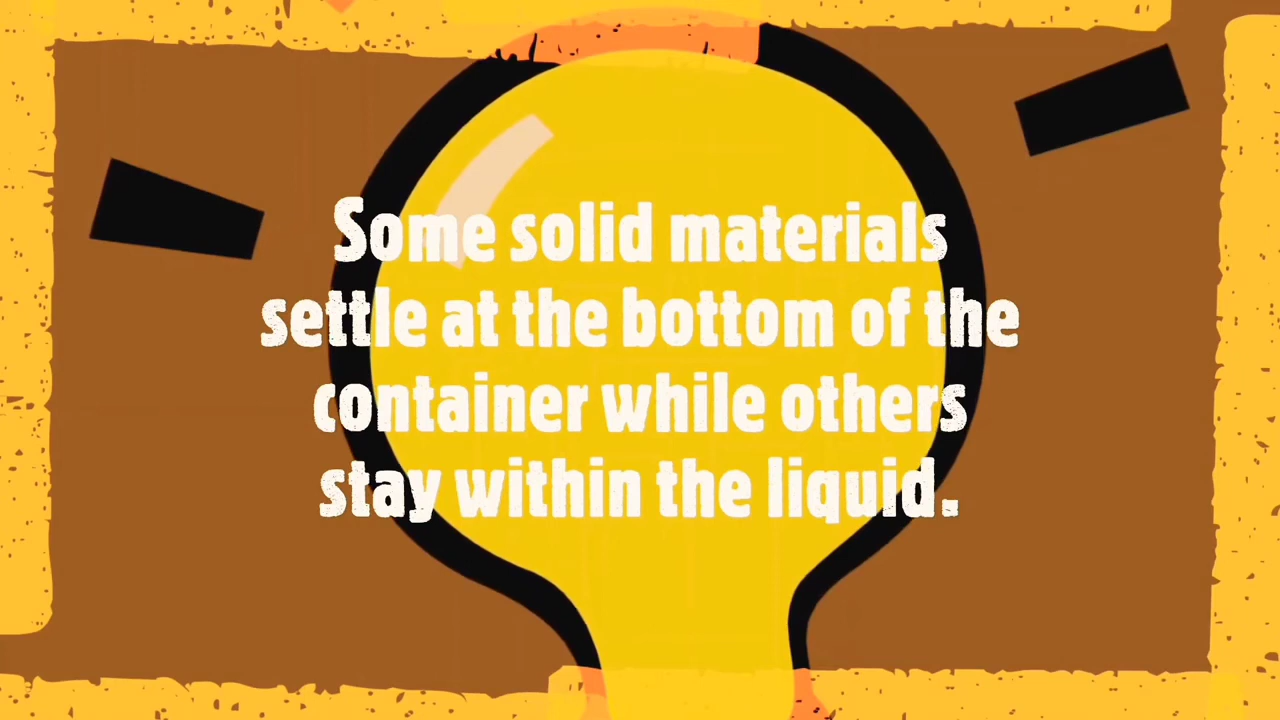 Some solid materials
settle at the bottom of the
container while others
stay within the liquid.